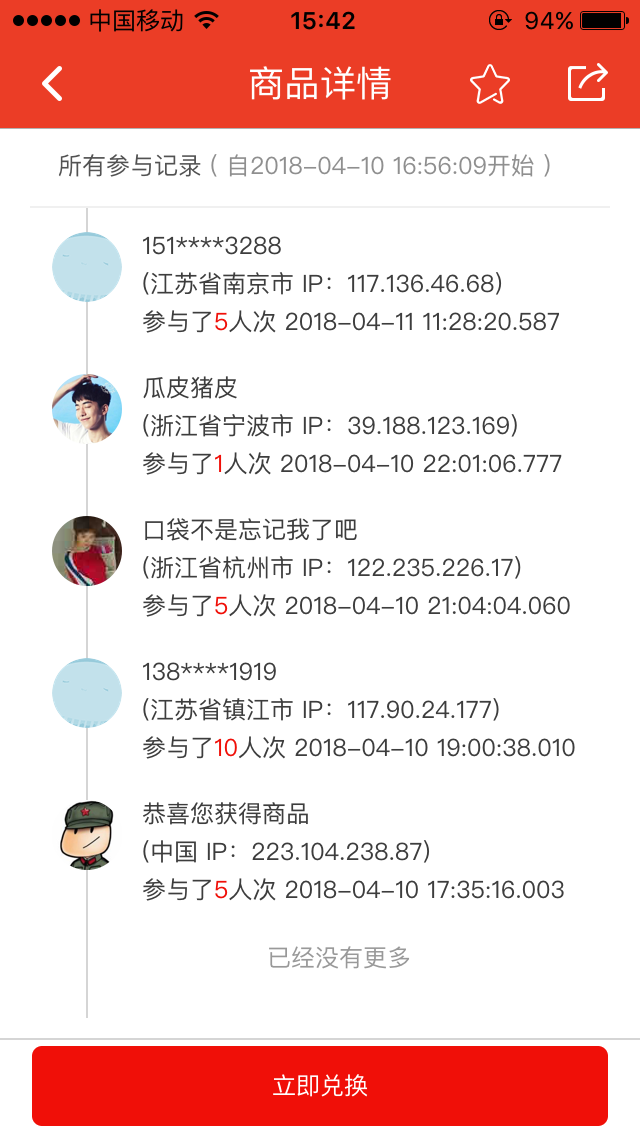 中国移动 15:42 94%
商品详情
所有参与记录 ( 自2018-04-10 16:56:09开始 )
151****3288
(江苏省南京市 IP：117.136.46.68)
参与了5人次 2018-04-11 11:28:20.587
瓜皮猪皮
(浙江省宁波市 IP：39.188.123.169)
参与了1人次 2018-04-10 22:01:06.777
口袋不是忘记我了吧
(浙江省杭州市 IP：122.235.226.17)
参与了5人次 2018-04-10 21:04:04.060
138****1919
(江苏省镇江市 IP：117.90.24.177)
参与了10人次 2018-04-10 19:00:38.010
恭喜您获得商品
(中国 IP：223.104.238.87)
参与了5人次 2018-04-10 17:35:16.003
已经没有更多
立即兑换